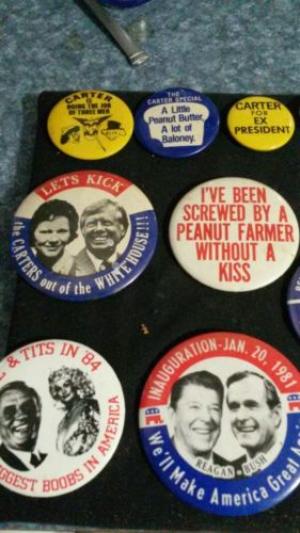 CARTER
DOING THE JOB
OF THREE MEN
THE
CARTER SPECIAL
A Little
Peanut Butter,
A lot of
Baloney.
CARTER
FOR
EX
PRESIDENT
LETS KICK
the CARTERS out of the WHITE HOUSE!!!
I'VE BEEN
SCREWED BY A
PEANUT FARMER
WITHOUT A
KISS
& TITS IN 84
BOOBS IN AMERICA
INAUGURATION-JAN. 20, 1981
REAGAN BUSH
We'll Make America Great